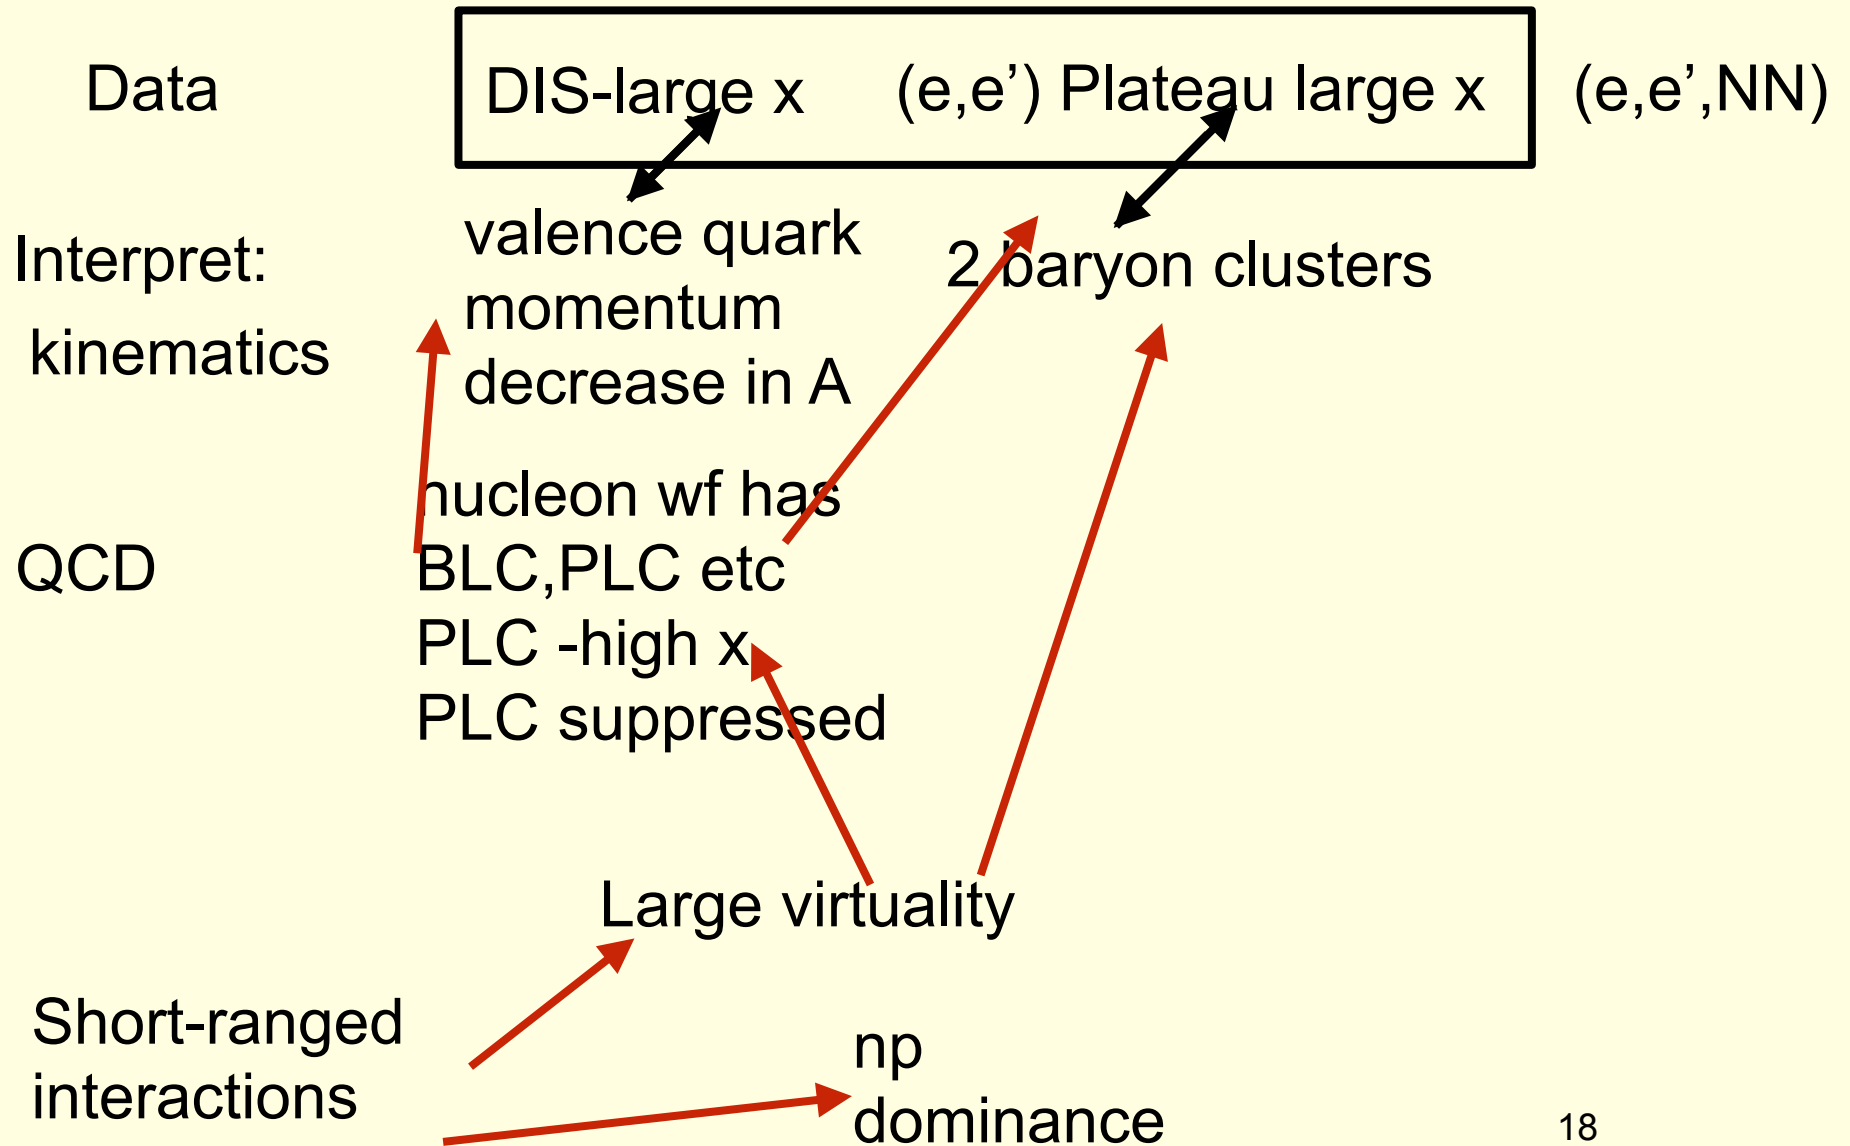 Data
DIS-large x
(e,e’) Plateau large x
(e,e’,NN)
Interpret:
kinematics
valence quark
momentum
decrease in A
2 baryon clusters
QCD
nucleon wf has
BLC,PLC etc
PLC -high x
PLC suppressed
Large virtuality
Short-ranged
interactions
np
dominance
18